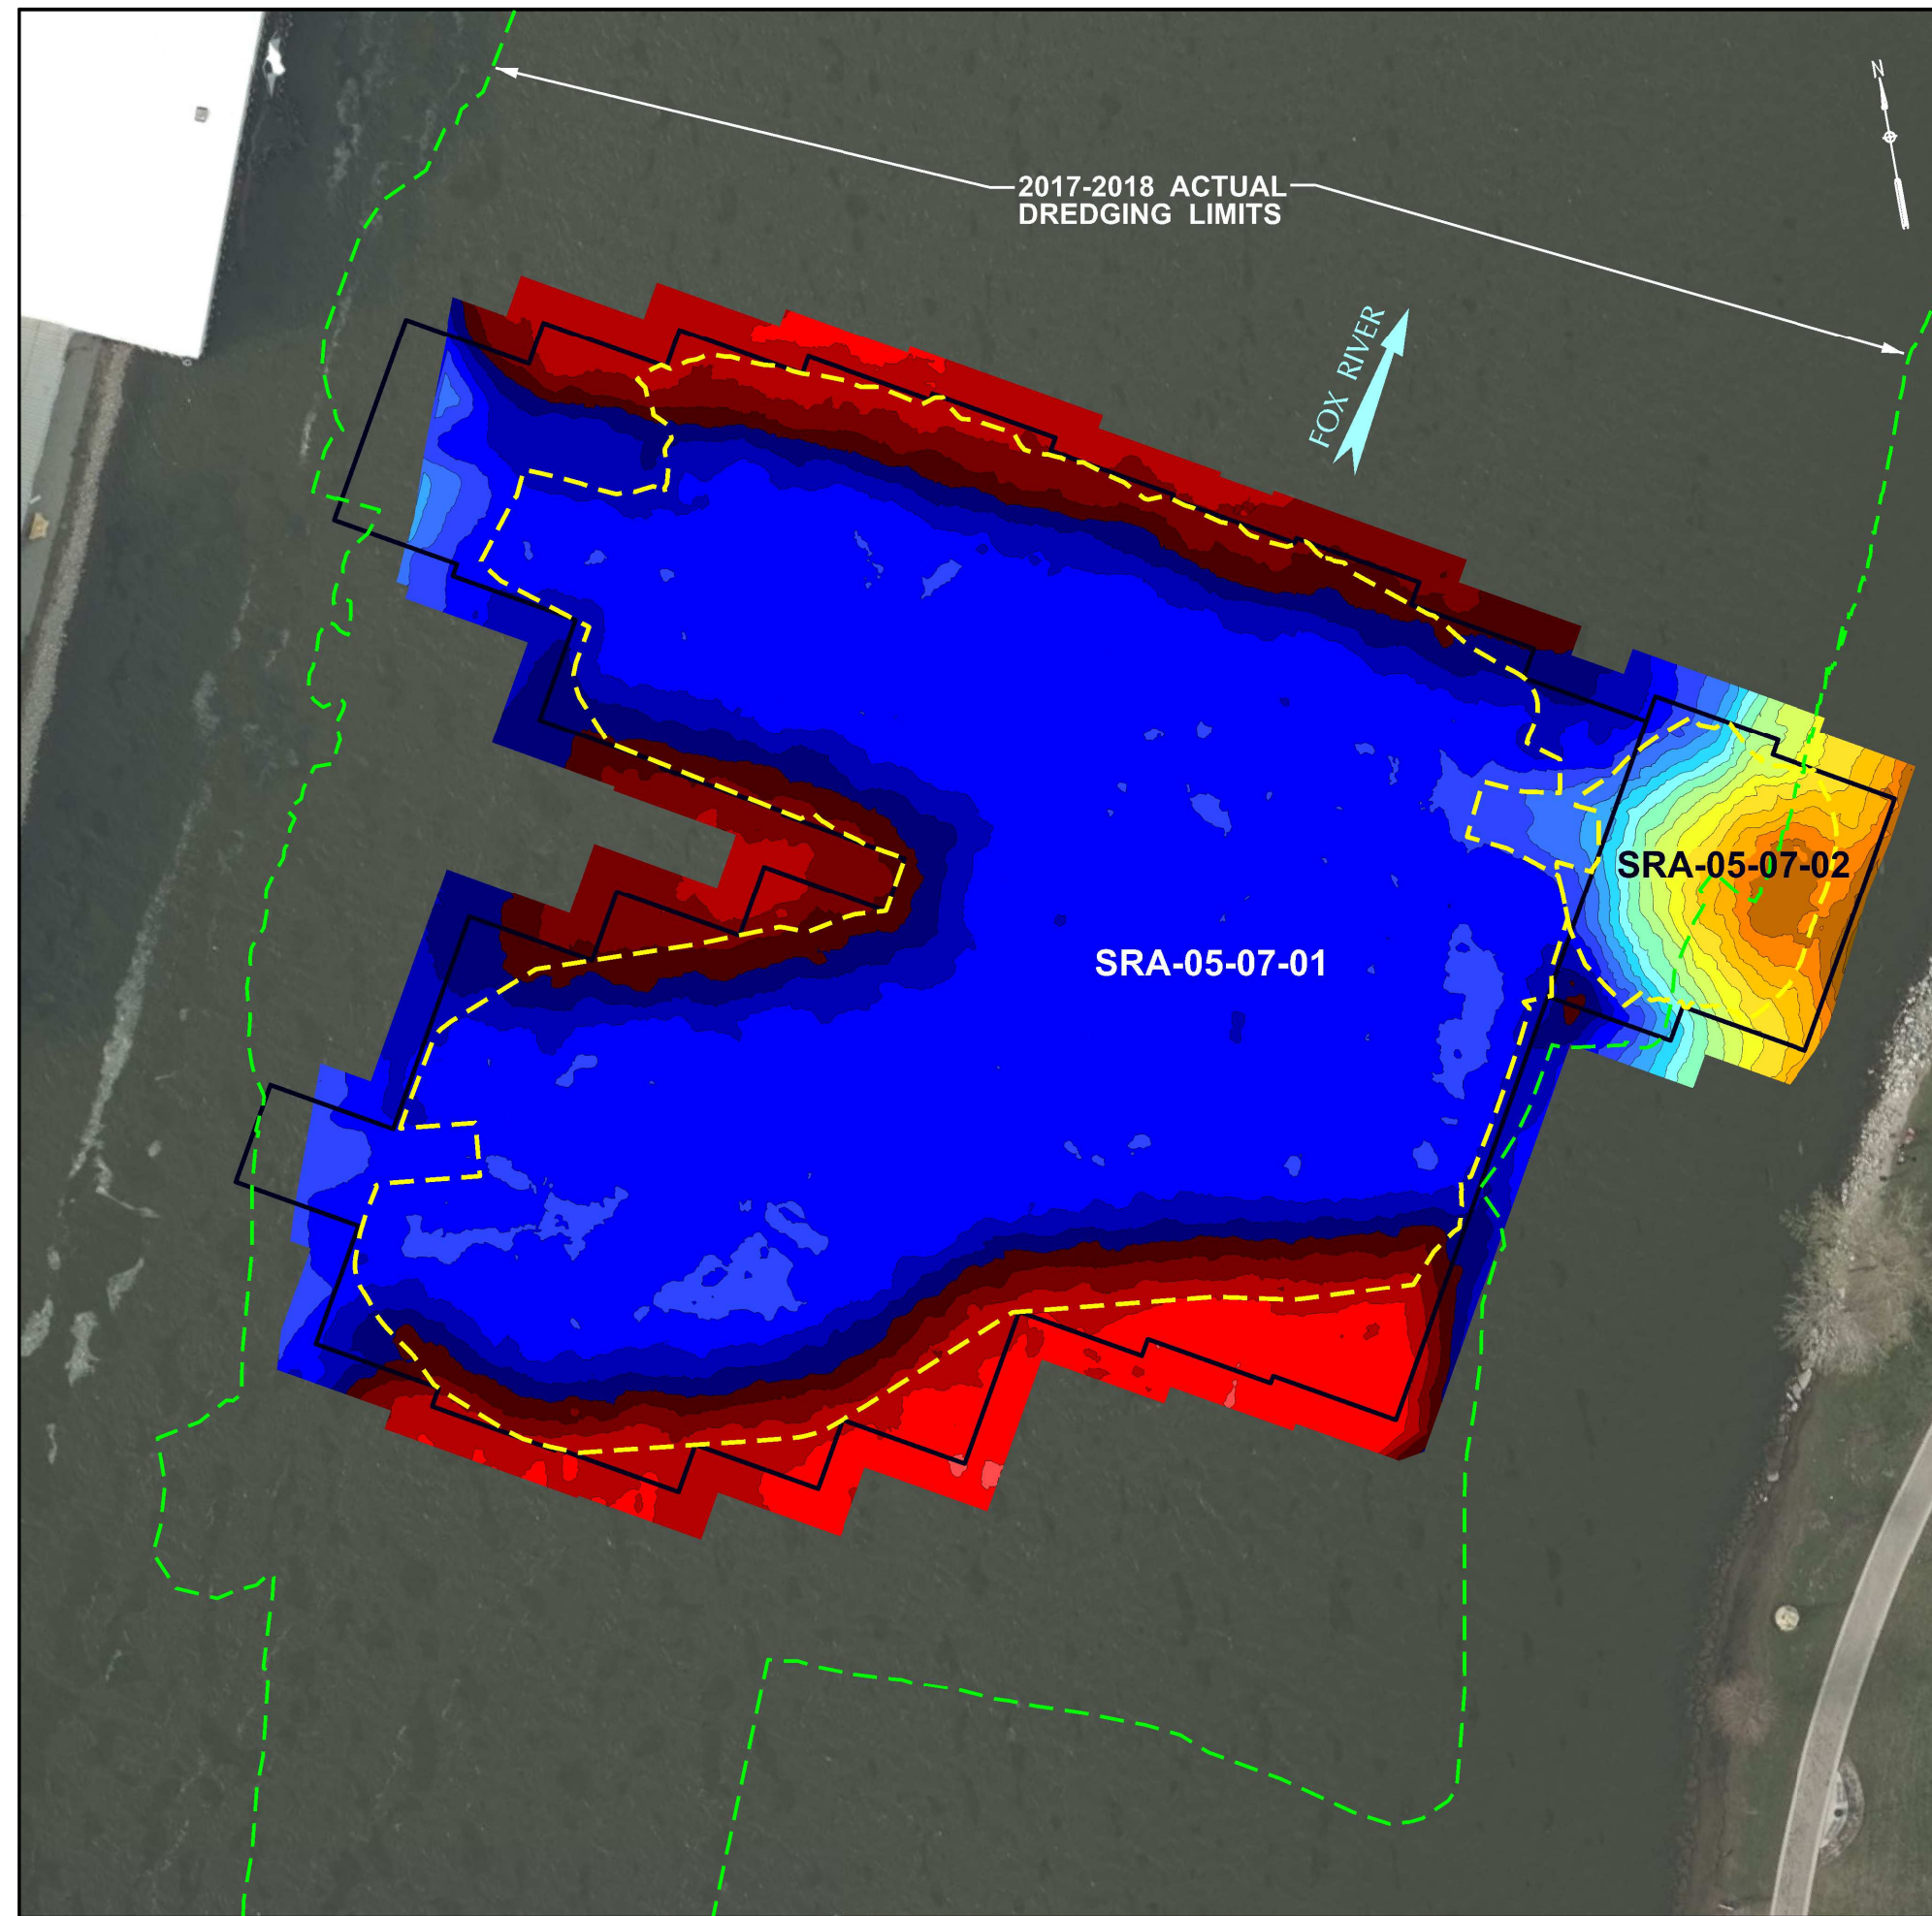 N
2017-2018 ACTUAL
DREDGING LIMITS
FOX RIVER
SRA-05-07-02
SRA-05-07-01